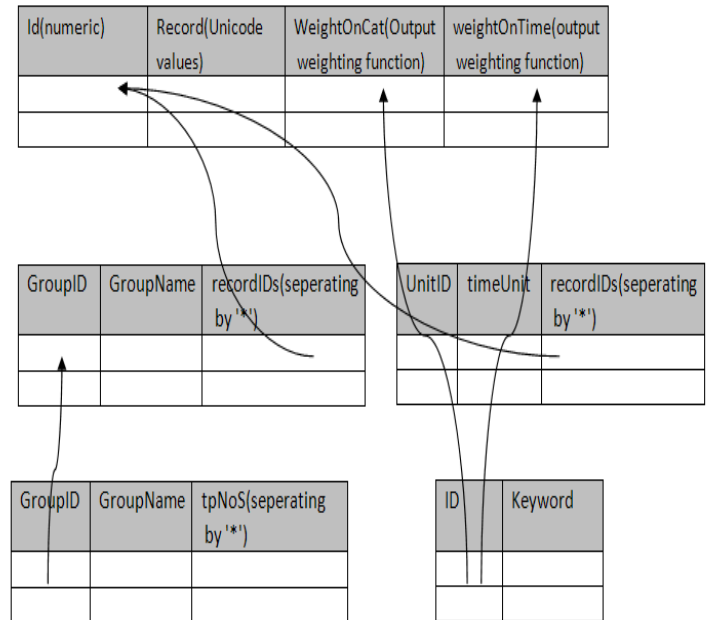 Id(numeric) Record(Unicode WeightOnCat(Output weightOnTime(output
values) weighting function) weighting function)
GroupID GroupName recordIDs(seperating
by '*')
UnitID timeUnit recordIDs(seperating
by '*')
GroupID GroupName tpNoS(seperating
by '*')
ID Keyword